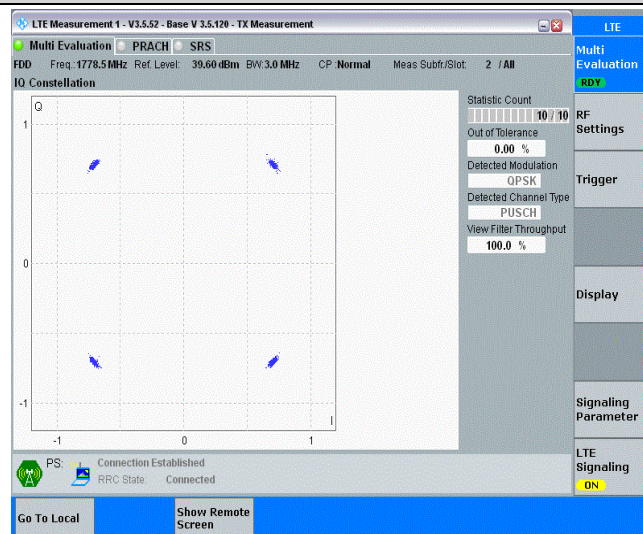 LTE Measurement 1 - V3.5.52 - Base V 3.5.120 - TX Measurement
LTE
Multi Evaluation PRACH SRS
Multi
Evaluation
RDY
FDD Freq.:1778.5 MHz Ref. Level: 39.60 dBm BW:3.0 MHz CP :Normal Meas Subfr./Slot: 2 / All
IQ Constellation
Q
1
0
-1
I
-1 0 1
Statistic Count
10 / 10
Out of Tolerance
0.00 %
Detected Modulation
QPSK
Detected Channel Type
PUSCH
View Filter Throughput
100.0 %
RF
Settings
Trigger
Display
Signaling
Parameter
LTE
Signaling
ON
PS: Connection Established
RRC State: Connected
Go To Local
Show Remote
Screen